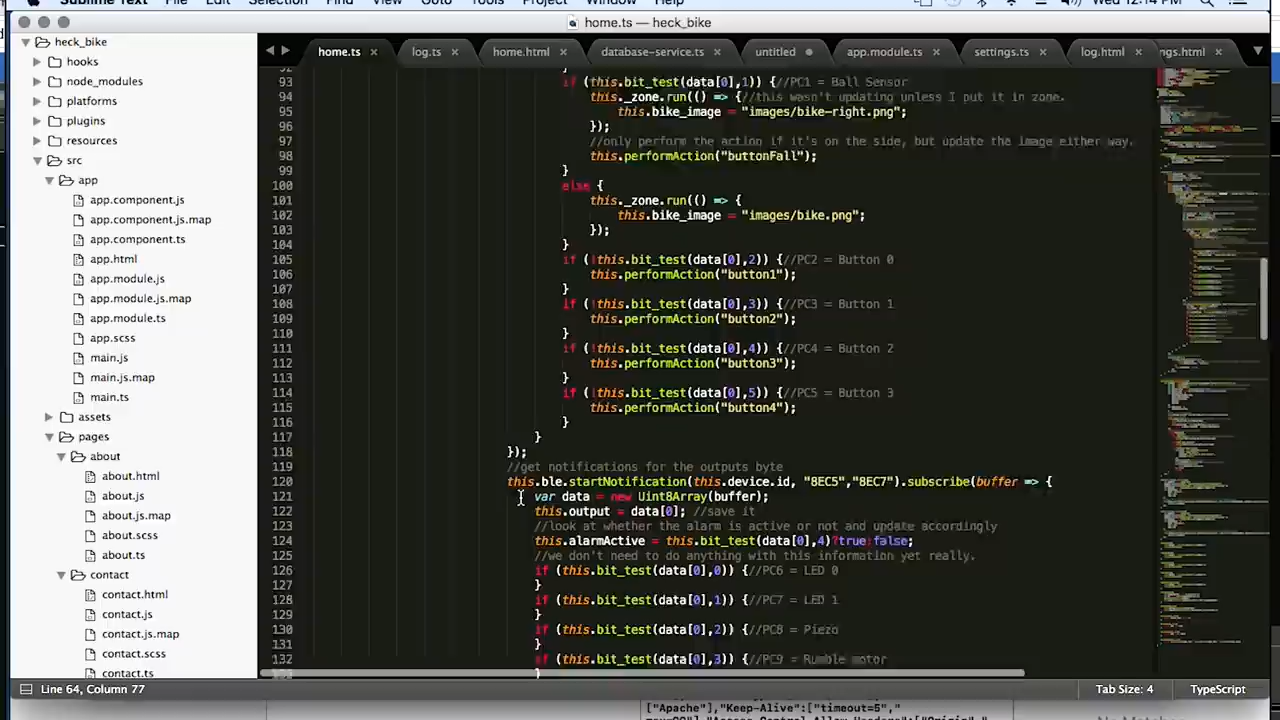 Sublime Text File Edit Selection Find View Goto Tools Project Window Help Wed 12:14 PM
home.ts — heck_bike
heck_bike
hooks
node_modules
platforms
plugins
resources
src
app
app.component.js
app.component.js.map
app.component.ts
app.html
app.module.js
app.module.js.map
app.module.ts
app.scss
main.js
main.js.map
main.ts
assets
pages
about
about.html
about.js
about.js.map
about.scss
about.ts
contact
contact.html
contact.js
contact.js.map
contact.scss
contact.ts
home.ts × log.ts × home.html × database-service.ts × untitled app.module.ts × settings.ts × log.html × ngs.html ×
92 }
93 if (this.bit_test(data[0],1)) {//PC1 = Ball Sensor
94 this._zone.run(() => {//this wasn't updating unless I put it in zone.
95 this.bike_image = "images/bike-right.png";
96 });
97 //only perform the action if it's on the side, but update the image either way.
98 this.performAction("buttonFall");
99 }
100 else {
101 this._zone.run(() => {
102 this.bike_image = "images/bike.png";
103 });
104 }
105 if (!this.bit_test(data[0],2)) {//PC2 = Button 0
106 this.performAction("button1");
107 }
108 if (!this.bit_test(data[0],3)) {//PC3 = Button 1
109 this.performAction("button2");
110 }
111 if (!this.bit_test(data[0],4)) {//PC4 = Button 2
112 this.performAction("button3");
113 }
114 if (!this.bit_test(data[0],5)) {//PC5 = Button 3
115 this.performAction("button4");
116 }
117 }
118 });
119 //get notifications for the outputs byte
120 this.ble.startNotification(this.device.id, "8EC5","8EC7").subscribe(buffer => {
121 var data = new Uint8Array(buffer);
122 this.output = data[0]; //save it
123 //look at whether the alarm is active or not and update accordingly
124 this.alarmActive = this.bit_test(data[0],4)?true:false;
125 //we don't need to do anything with this information yet really.
126 if (this.bit_test(data[0],0)) {//PC6 = LED 0
127 }
128 if (this.bit_test(data[0],1)) {//PC7 = LED 1
129 }
130 if (this.bit_test(data[0],2)) {//PC8 = Piezo
131 }
132 if (this.bit_test(data[0],3)) {//PC9 = Rumble motor
}
Line 64, Column 77 Tab Size: 4 TypeScript
["Apache"],"Keep-Alive":["timeout=5","